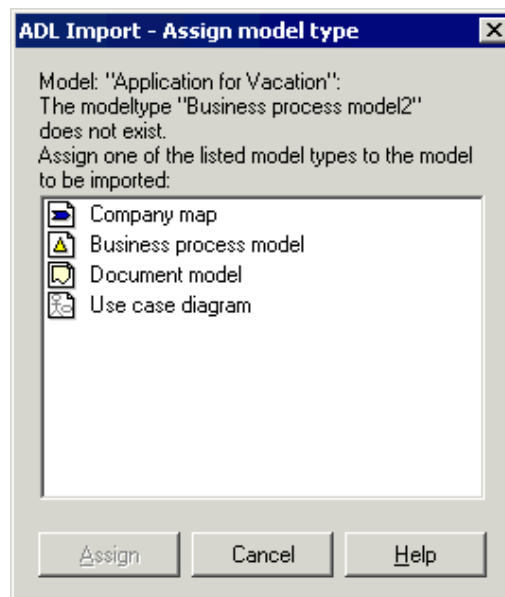 ADL Import - Assign model type
Model: "Application for Vacation":
The modeltype "Business process model2"
does not exist.
Assign one of the listed model types to the model
to be imported:
Company map
Business process model
Document model
Use case diagram
Assign Cancel Help